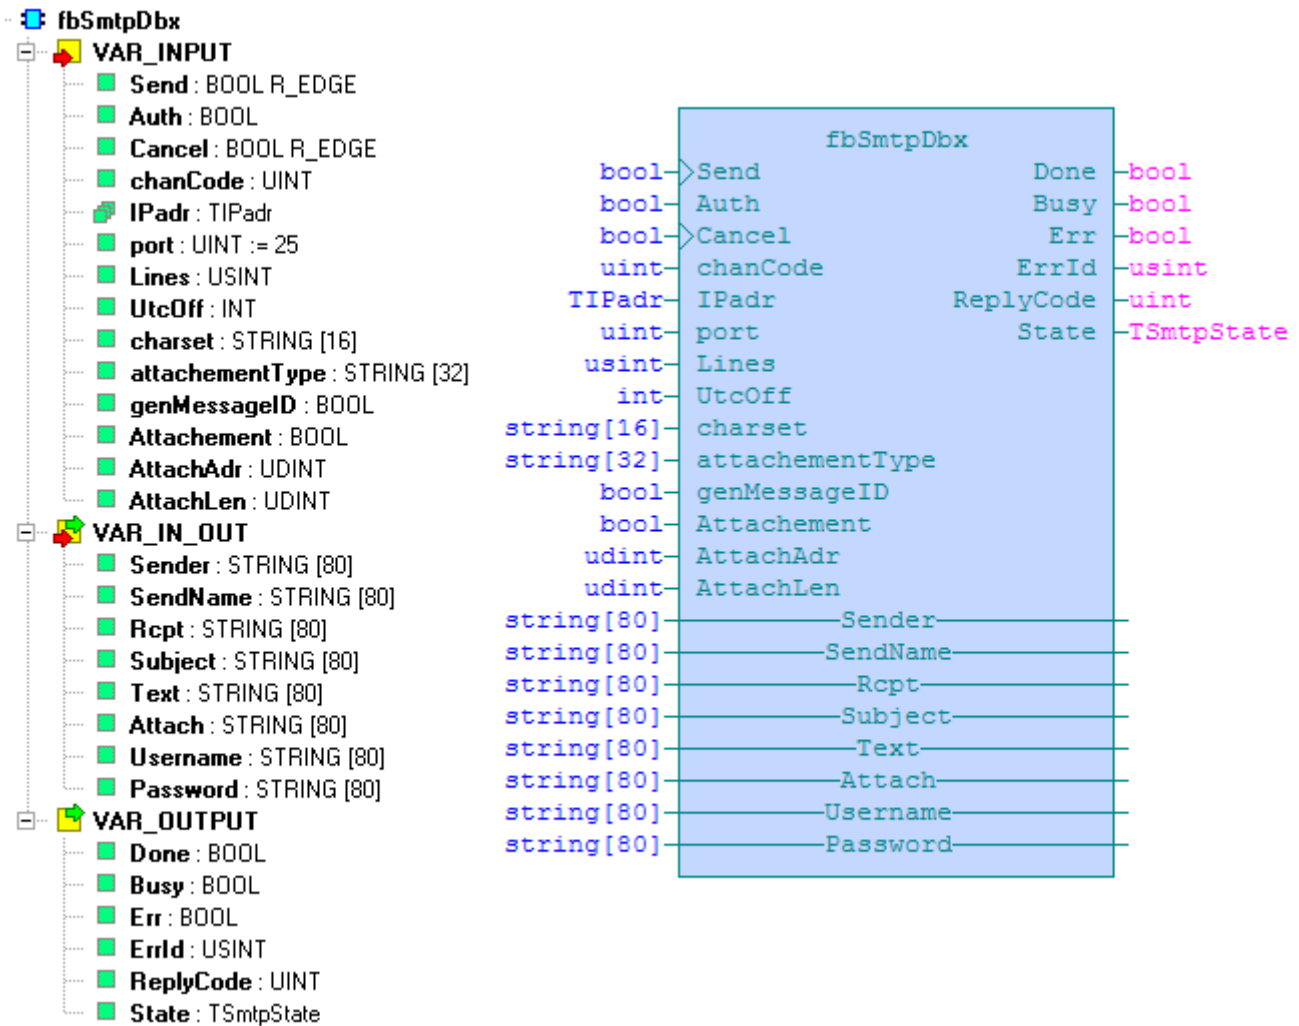 fbSmtpDbx
VAR_INPUT
Send : BOOL R_EDGE
Auth : BOOL
Cancel : BOOL R_EDGE
chanCode : UINT
IPadr : TIPadr
port : UINT := 25
Lines : USINT
UtcOff : INT
charset : STRING [16]
attachementType : STRING [32]
genMessageID : BOOL
Attachement : BOOL
AttachAdr : UDINT
AttachLen : UDINT
VAR_IN_OUT
Sender : STRING [80]
SendName : STRING [80]
Rcpt : STRING [80]
Subject : STRING [80]
Text : STRING [80]
Attach : STRING [80]
Username : STRING [80]
Password : STRING [80]
VAR_OUTPUT
Done : BOOL
Busy : BOOL
Err : BOOL
ErrId : USINT
ReplyCode : UINT
State : TSmtpState
fbSmtpDbx
bool Send Done bool
bool Auth Busy bool
bool Cancel Err bool
uint chanCode ErrId usint
TIPadr IPadr ReplyCode uint
uint port State TSmtpState
usint Lines
int UtcOff
string[16] charset
string[32] attachementType
bool genMessageID
bool Attachement
udint AttachAdr
udint AttachLen
string[80] Sender
string[80] SendName
string[80] Rcpt
string[80] Subject
string[80] Text
string[80] Attach
string[80] Username
string[80] Password